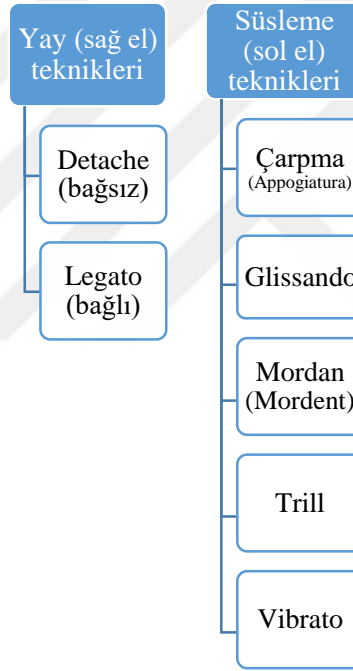 Yay (sağ el)
teknikleri
Detache
(bağsız)
Legato
(bağlı)
Süsleme
(sol el)
teknikleri
Çarpma
(Appogiatura)
Glissando
Mordan
(Mordent)
Trill
Vibrato